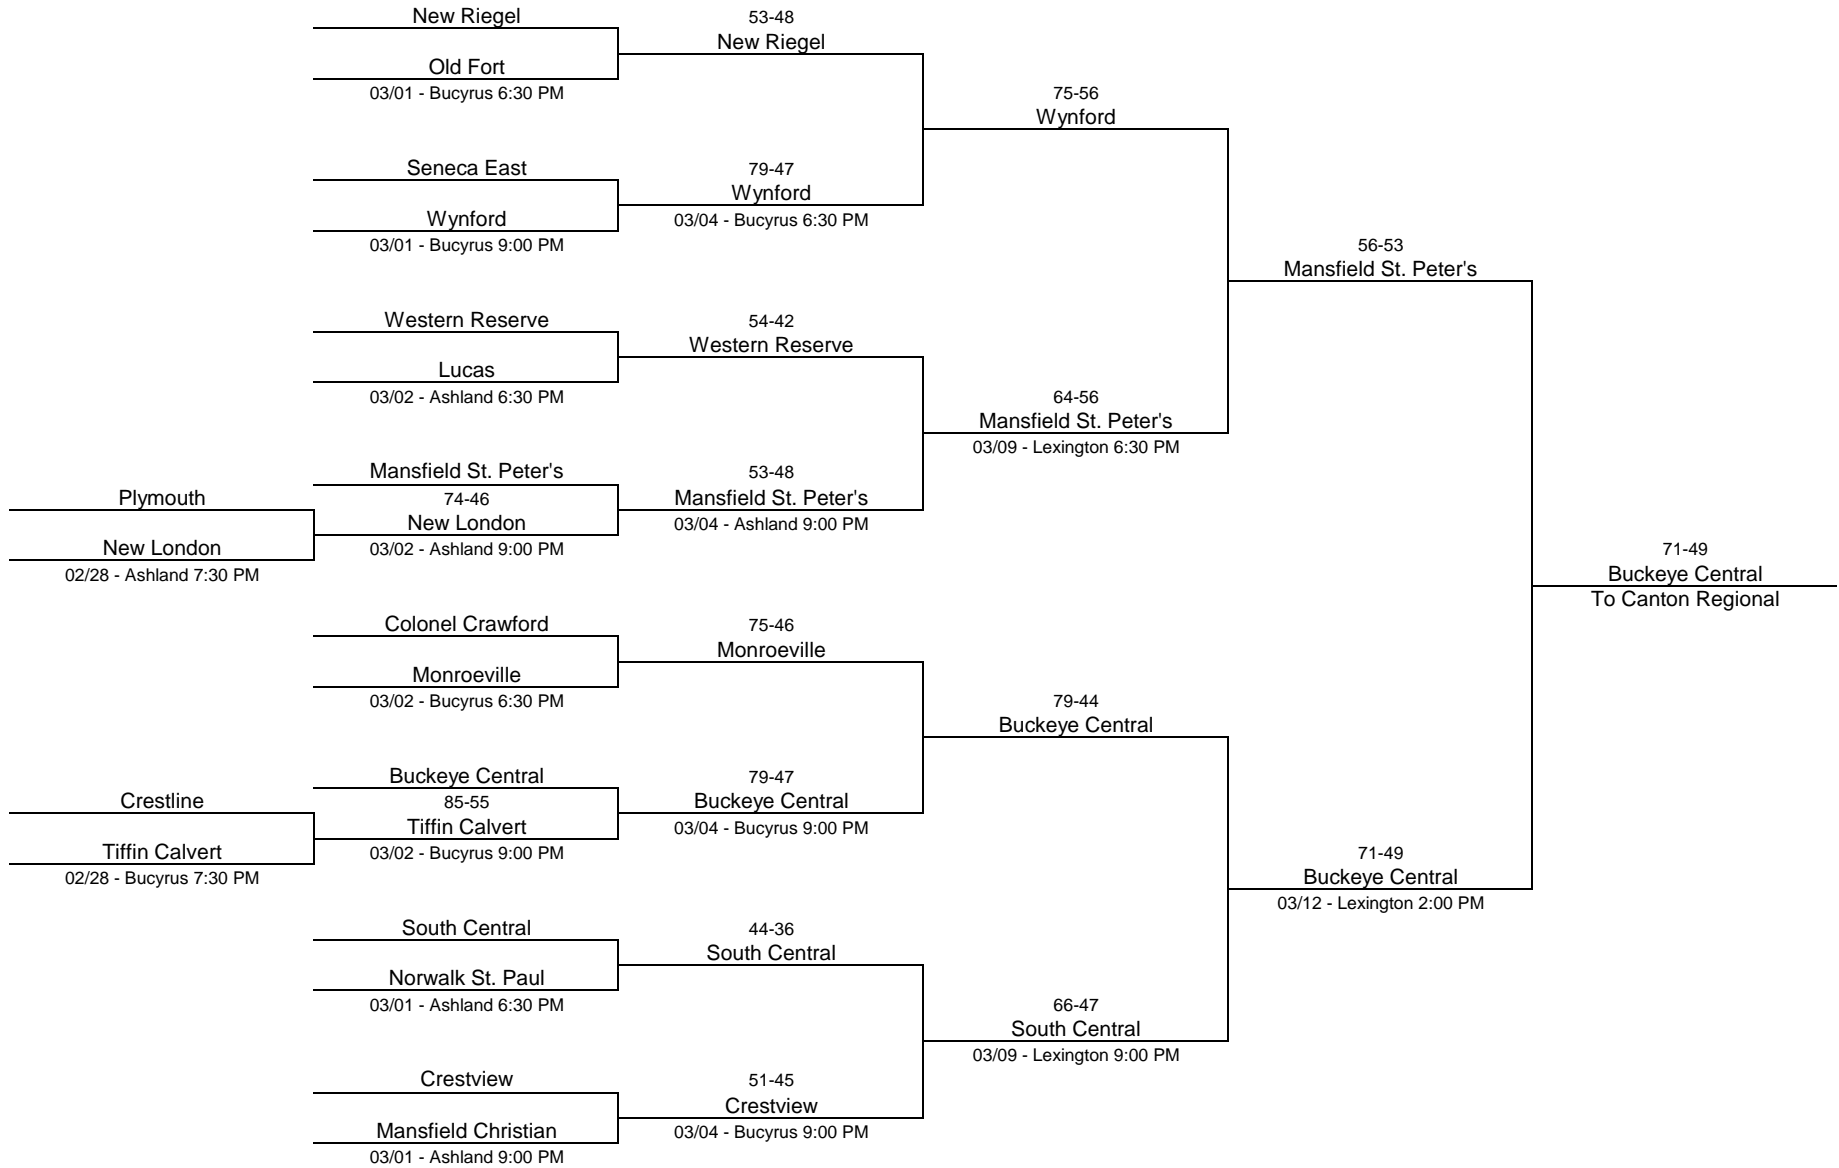 New Riegel
Old Fort
03/01 - Bucyrus 6:30 PM
53-48
New Riegel
Seneca East
Wynford
03/01 - Bucyrus 9:00 PM
79-47
Wynford
03/04 - Bucyrus 6:30 PM
75-56
Wynford
Western Reserve
Lucas
03/02 - Ashland 6:30 PM
54-42
Western Reserve
Plymouth
New London
02/28 - Ashland 7:30 PM
Mansfield St. Peter's
74-46
New London
03/02 - Ashland 9:00 PM
53-48
Mansfield St. Peter's
03/04 - Ashland 9:00 PM
64-56
Mansfield St. Peter's
03/09 - Lexington 6:30 PM
56-53
Mansfield St. Peter's
Colonel Crawford
Monroeville
03/02 - Bucyrus 6:30 PM
75-46
Monroeville
Crestline
Tiffin Calvert
02/28 - Bucyrus 7:30 PM
Buckeye Central
85-55
Tiffin Calvert
03/02 - Bucyrus 9:00 PM
79-47
Buckeye Central
03/04 - Bucyrus 9:00 PM
79-44
Buckeye Central
South Central
Norwalk St. Paul
03/01 - Ashland 6:30 PM
44-36
South Central
Crestview
Mansfield Christian
03/01 - Ashland 9:00 PM
51-45
Crestview
03/04 - Bucyrus 9:00 PM
66-47
South Central
03/09 - Lexington 9:00 PM
71-49
Buckeye Central
03/12 - Lexington 2:00 PM
71-49
Buckeye Central
To Canton Regional